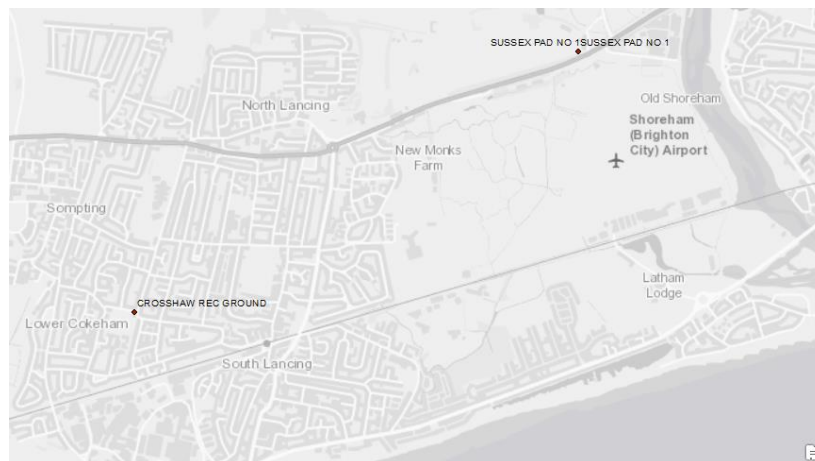 SUSSEX PAD NO 1SUSSEX PAD NO 1
Old Shoreham
North Lancing
Shoreham
(Brighton
City) Airport
New Monks
Farm
Sompting
Latham
Lodge
CROSSHAW REC GROUND
Lower Cokeham
South Lancing